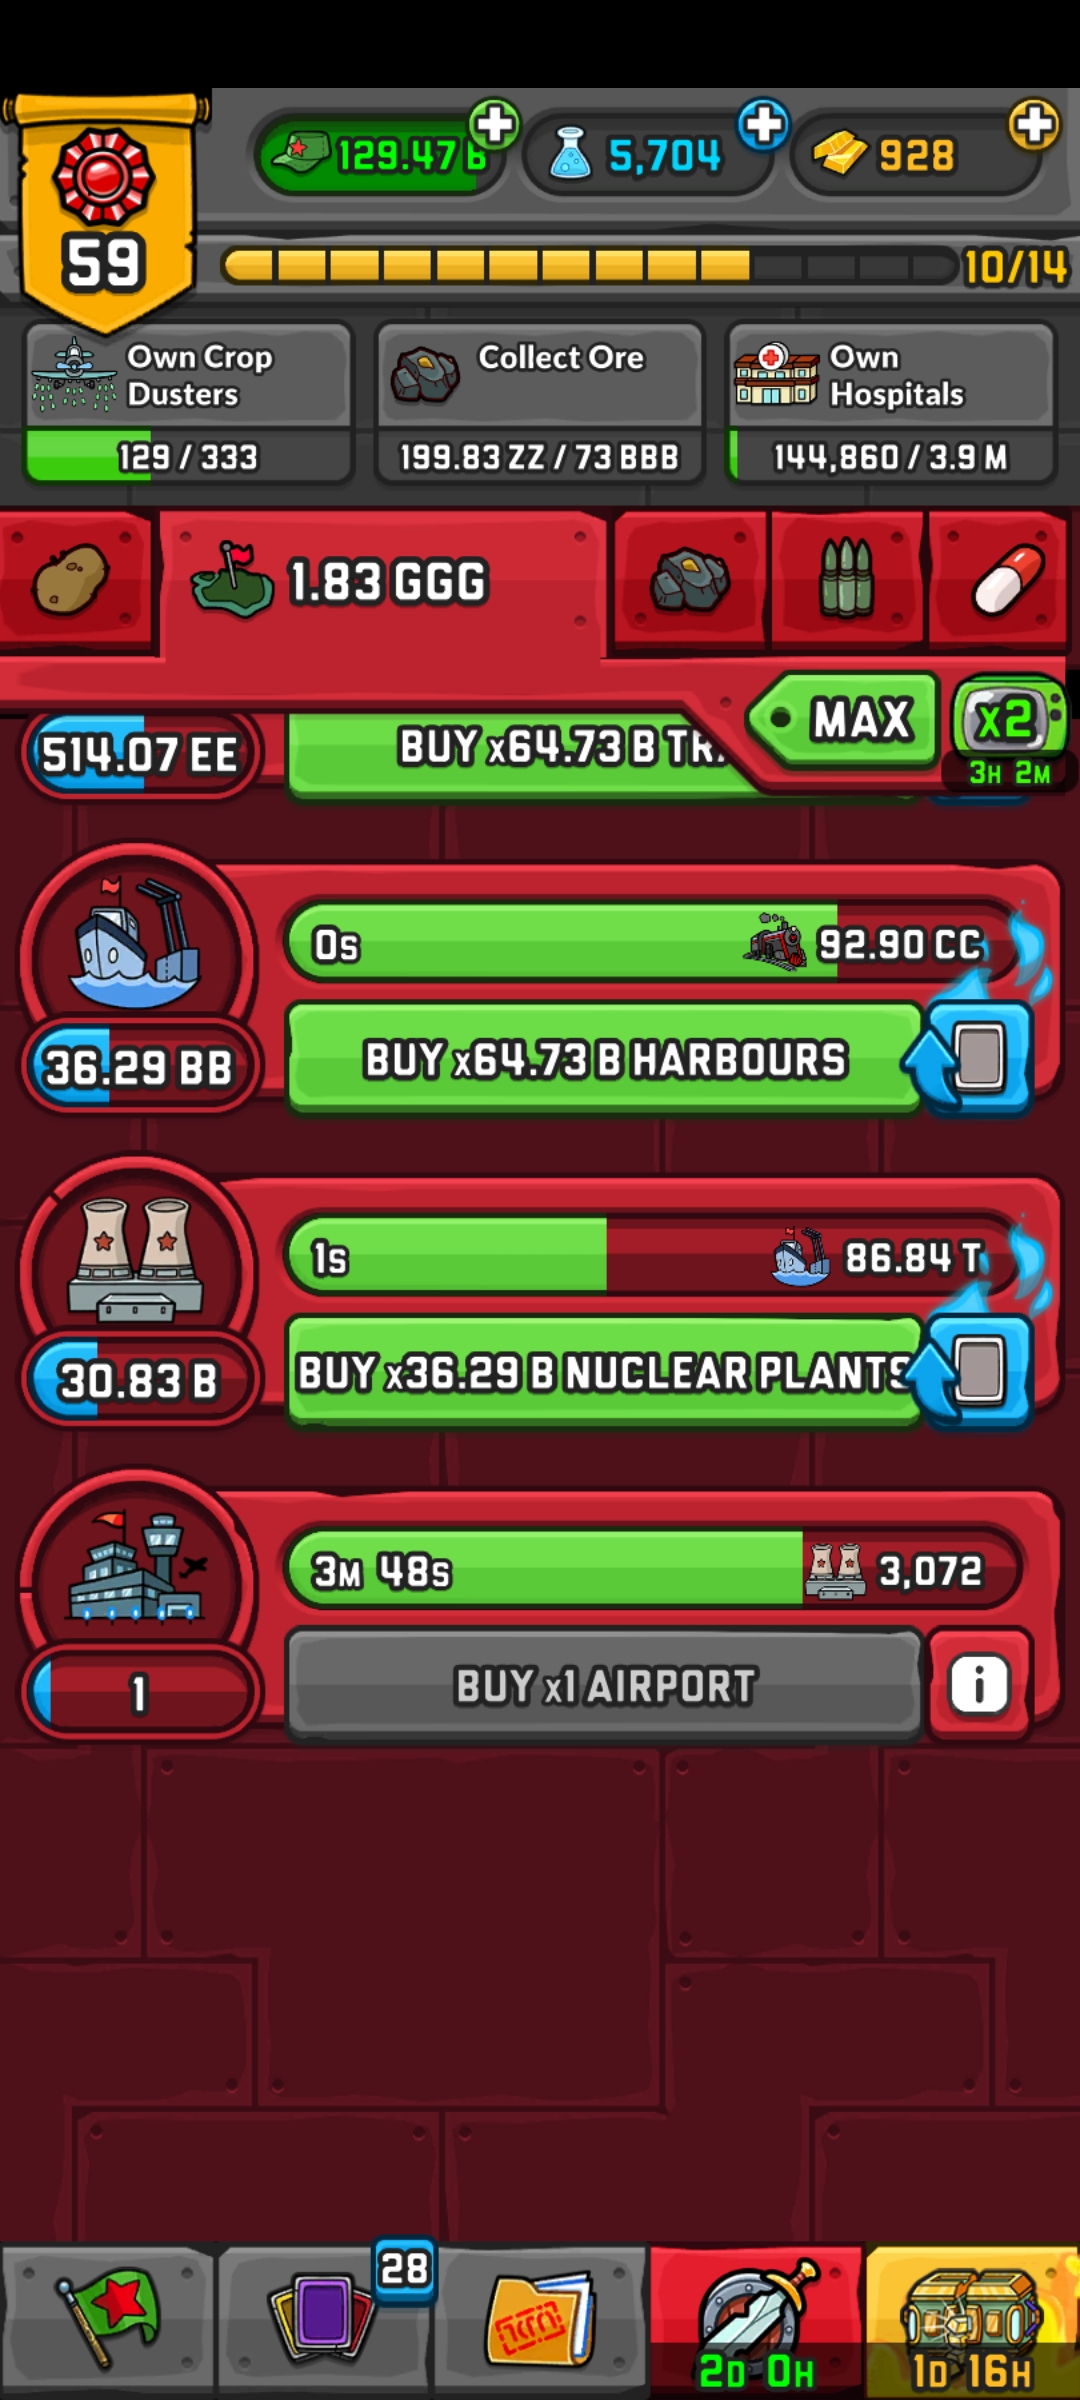 129.47 B
5,704
928
59
10/14
Own Crop
Dusters
129 / 333
Collect Ore
199.83 ZZ / 73 BBB
Own
Hospitals
144,860 / 3.9 M
1.83 GGG
MAX
x2
3H 2M
514.07 EE
BUY x64.73 B
0s
92.90 CC
36.29 BB
BUY x64.73 B HARBOURS
1s
86.84 T
30.83 B
BUY x36.29 B NUCLEAR PLANTS
3M 48s
3,072
1
BUY x1 AIRPORT
i
28
2D 0H
1D 16H